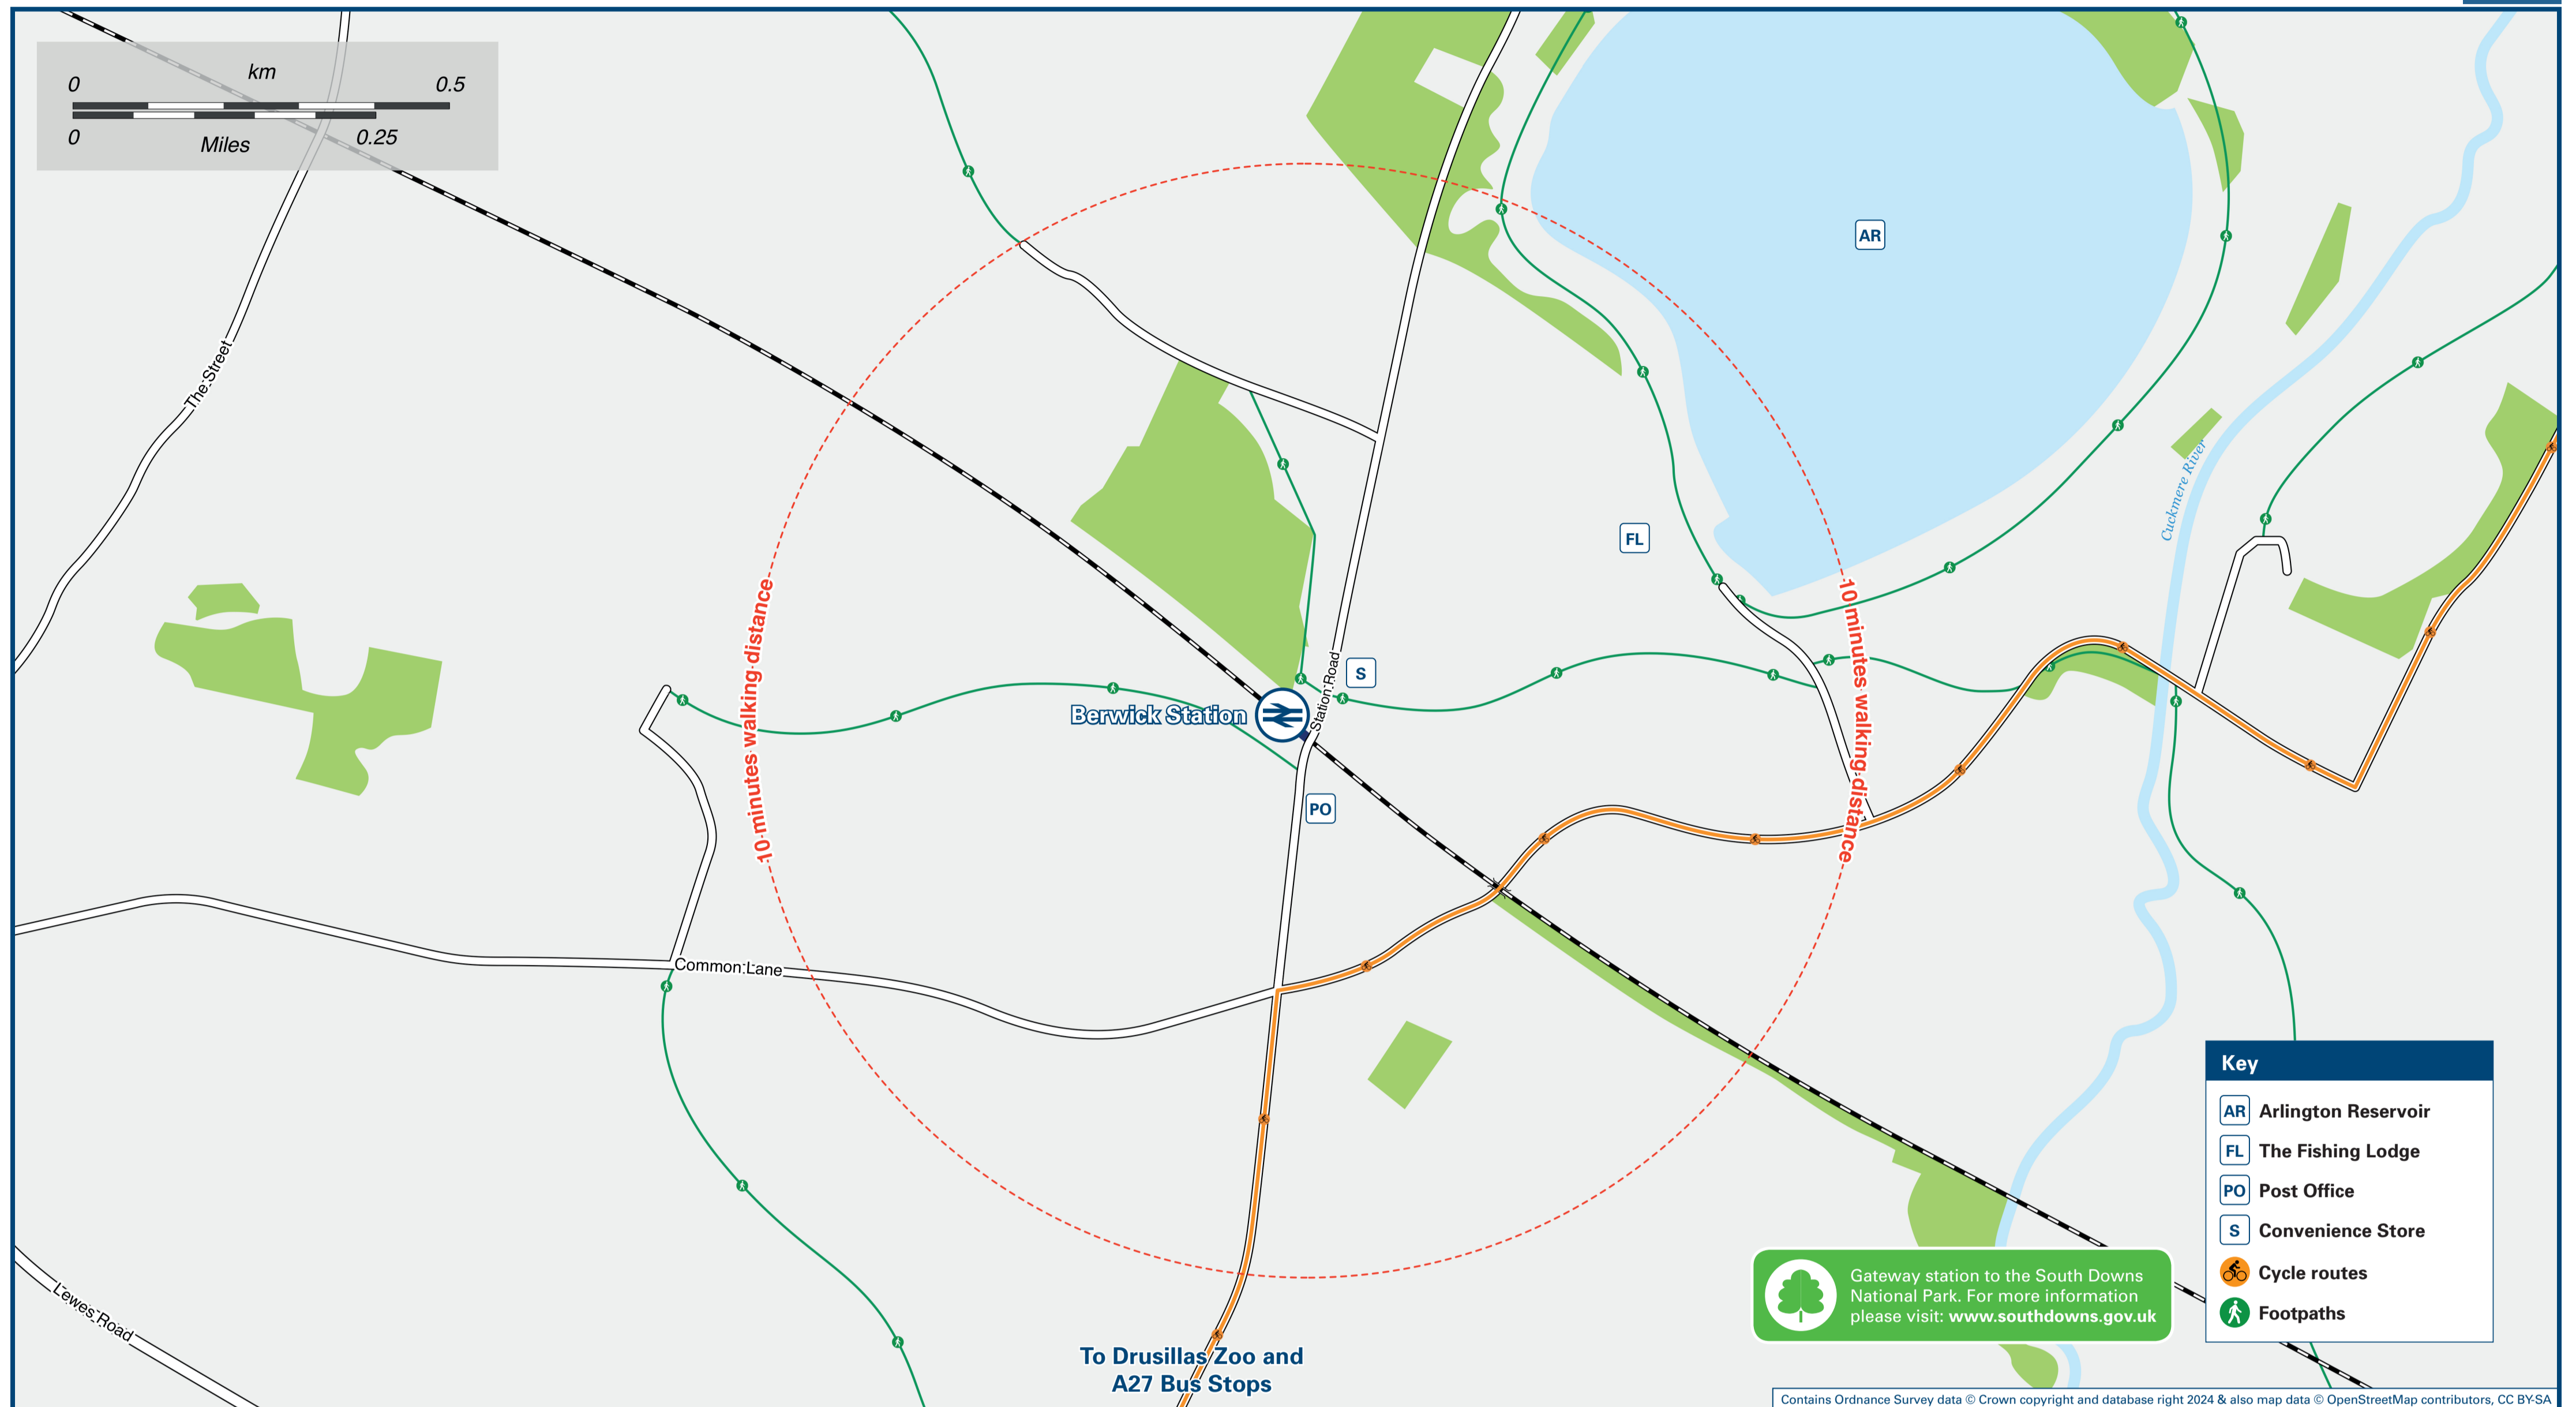 km
0
0.5
0
Miles
0.25
The Street
AR
Cuckmere River
FL
10 minutes walking distance
10 minutes walking distance
S
Station Road
Berwick Station
PO
Common Lane
Lewes Road
To Drusillas Zoo and
A27 Bus Stops
Gateway station to the South Downs
National Park. For more information
please visit: www.southdowns.gov.uk
Key
AR Arlington Reservoir
FL The Fishing Lodge
PO Post Office
S Convenience Store
Cycle routes
Footpaths
Contains Ordnance Survey data © Crown copyright and database right 2024 & also map data © OpenStreetMap contributors, CC BY-SA